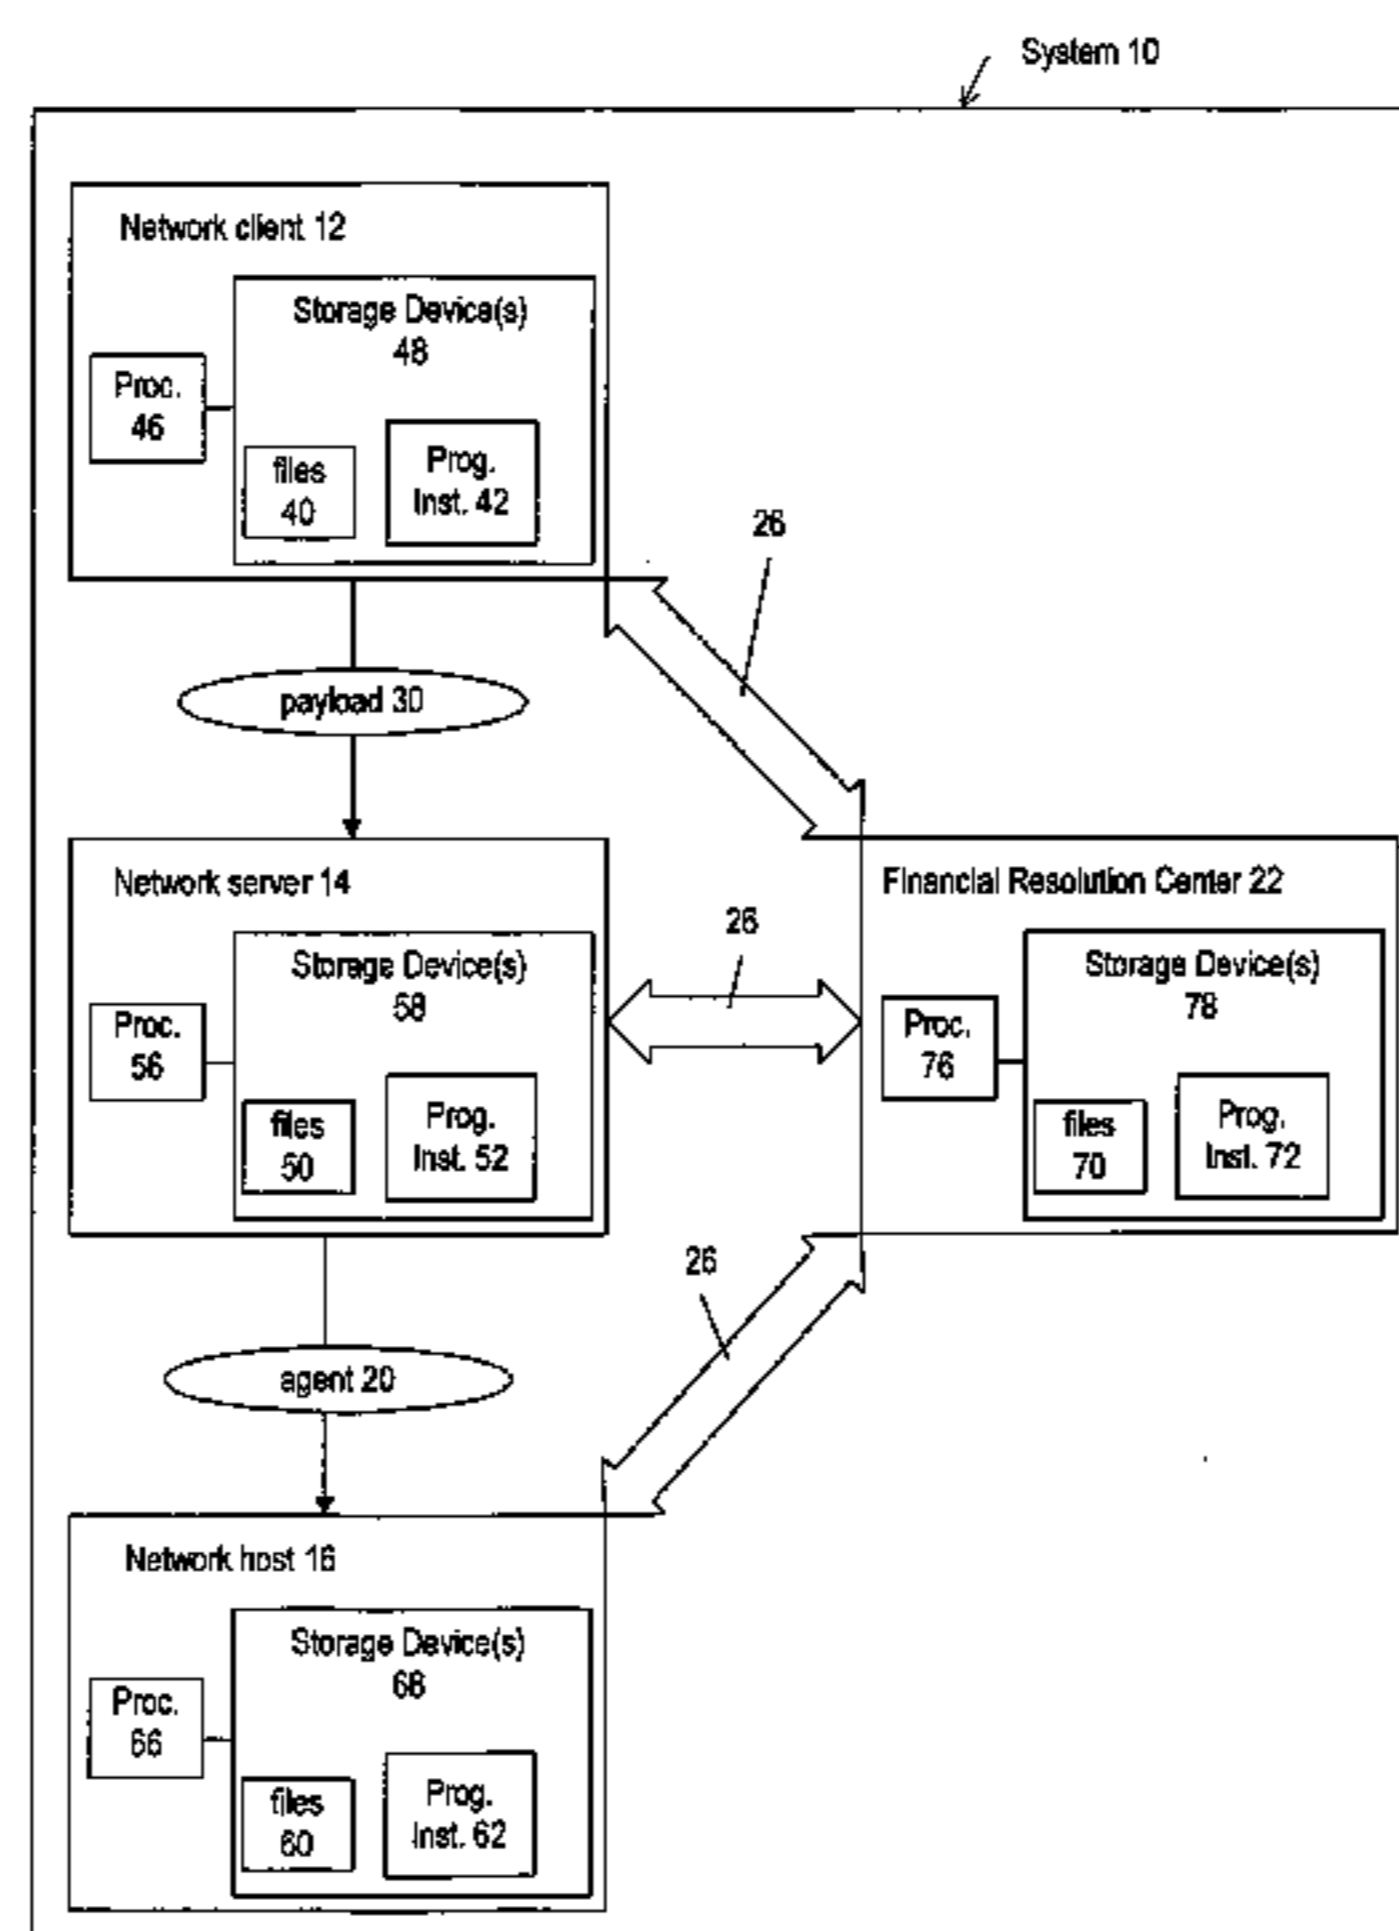 System 10
Network client 12
Storage Device(s)
48
Proc.
46
files
40
Prog.
Inst. 42
26
payload 30
Network server 14
Storage Device(s)
58
Proc.
56
files
50
Prog.
Inst. 52
26
Financial Resolution Center 22
Storage Device(s)
78
Proc.
76
files
70
Prog.
Inst. 72
26
agent 20
Network host 16
Storage Device(s)
68
Proc.
66
files
60
Prog.
Inst. 62